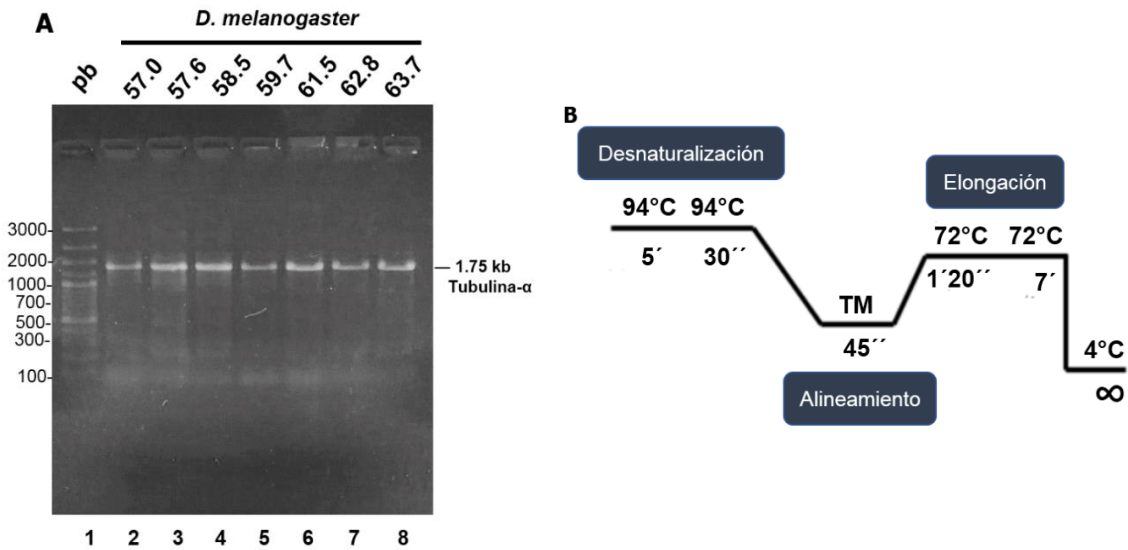 A
D. melanogaster
pb 57.0 57.6 58.5 59.7 61.5 62.8 63.7
3000-
2000-
1000-
700-
500-
300-
100-
— 1.75 kb
Tubulina-α
1 2 3 4 5 6 7 8
B
Desnaturalización
94°C 94°C
5´ 30´´
TM
45´´
Alineamiento
Elongación
72°C 72°C
1´20´´ 7´
4°C
∞